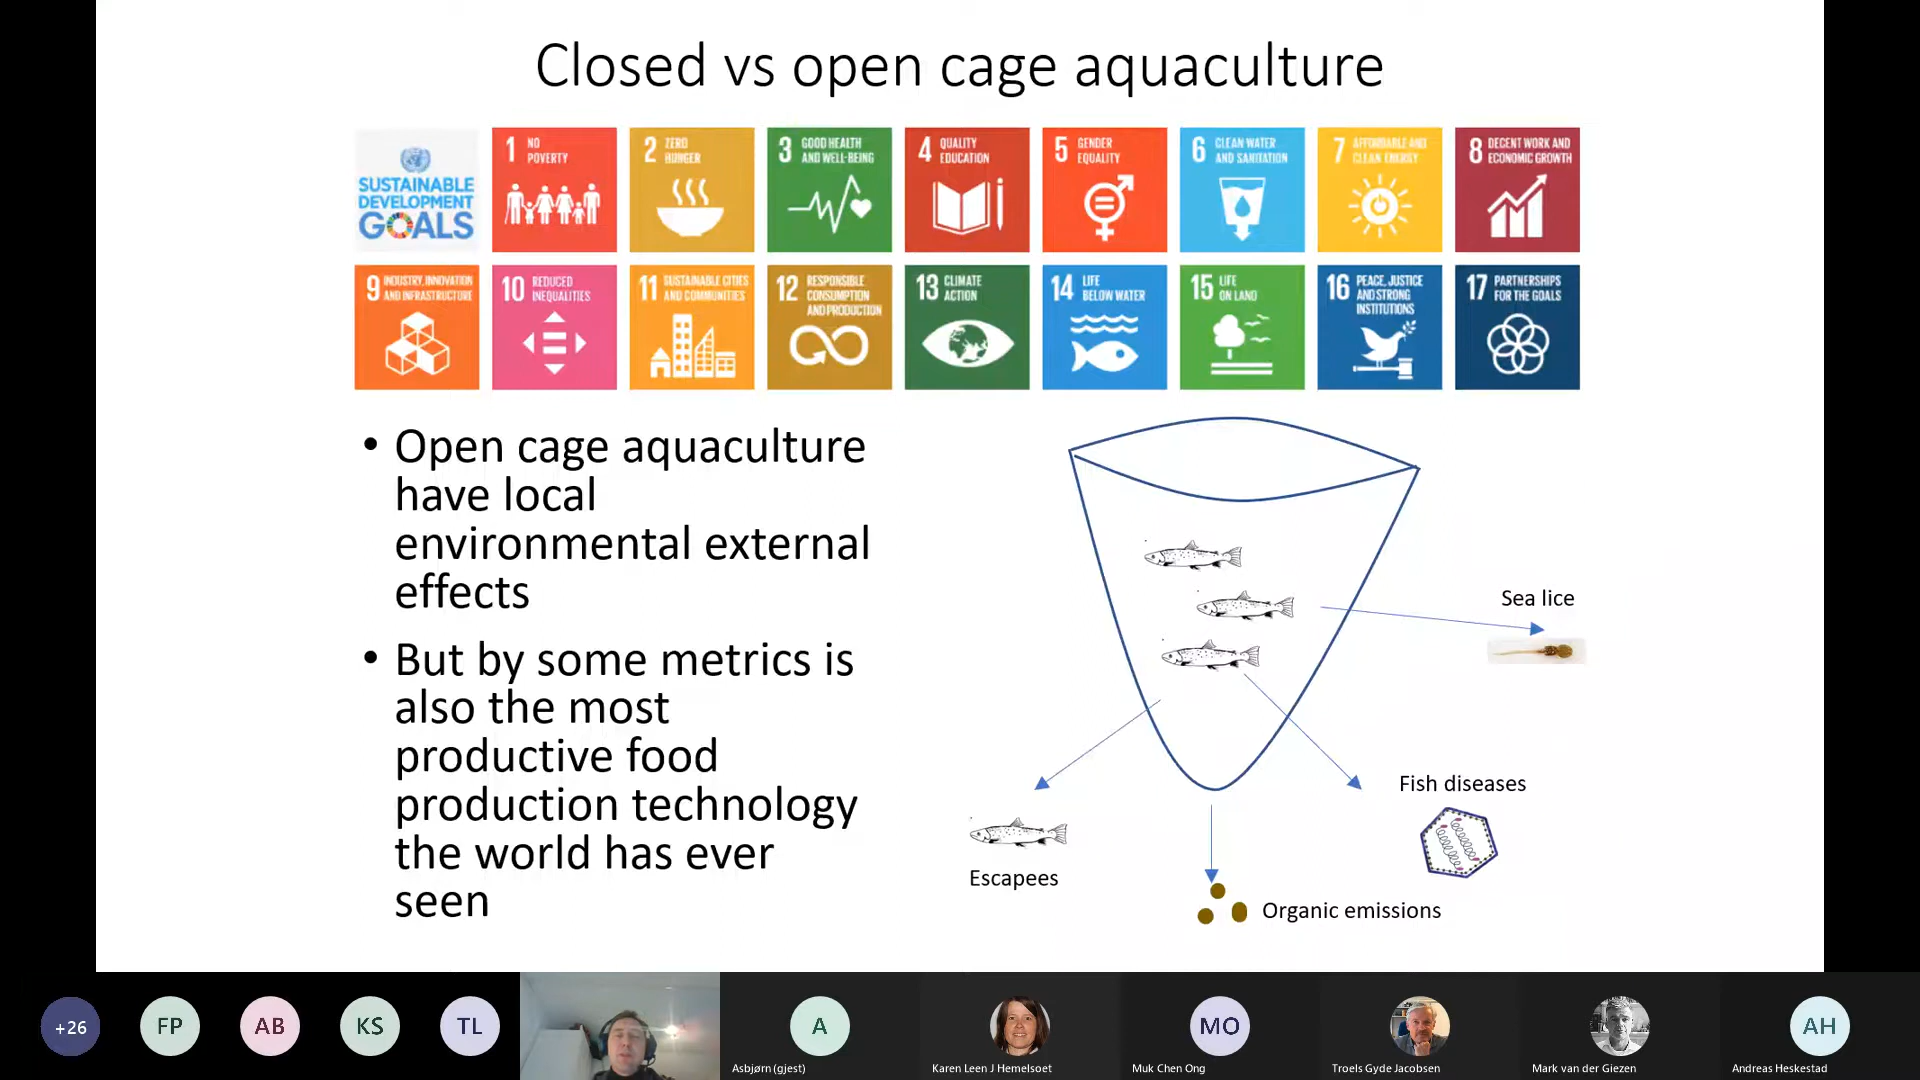 Closed vs open cage aquaculture
SUSTAINABLE
DEVELOPMENT
GOALS
1 NO
POVERTY
2 ZERO
HUNGER
3 GOOD HEALTH
AND WELL-BEING
4 QUALITY
EDUCATION
5 GENDER
EQUALITY
6 CLEAN WATER
AND SANITATION
7 AFFORDABLE AND
CLEAN ENERGY
8 DECENT WORK AND
ECONOMIC GROWTH
9 INDUSTRY, INNOVATION
AND INFRASTRUCTURE
10 REDUCED
INEQUALITIES
11 SUSTAINABLE CITIES
AND COMMUNITIES
12 RESPONSIBLE
CONSUMPTION
AND PRODUCTION
13 CLIMATE
ACTION
14 LIFE
BELOW WATER
15 LIFE
ON LAND
16 PEACE, JUSTICE
AND STRONG
INSTITUTIONS
17 PARTNERSHIPS
FOR THE GOALS
• Open cage aquaculture
have local
environmental external
effects
• But by some metrics is
also the most
productive food
production technology
the world has ever
seen
Sea lice
Fish diseases
Escapees
Organic emissions
+26
FP
AB
KS
TL
A
MO
AH
Asbjørn (gjest)
Karen Leen J Hemelsoet
Muk Chen Ong
Troels Gyde Jacobsen
Mark van der Giezen
Andreas Heskestad